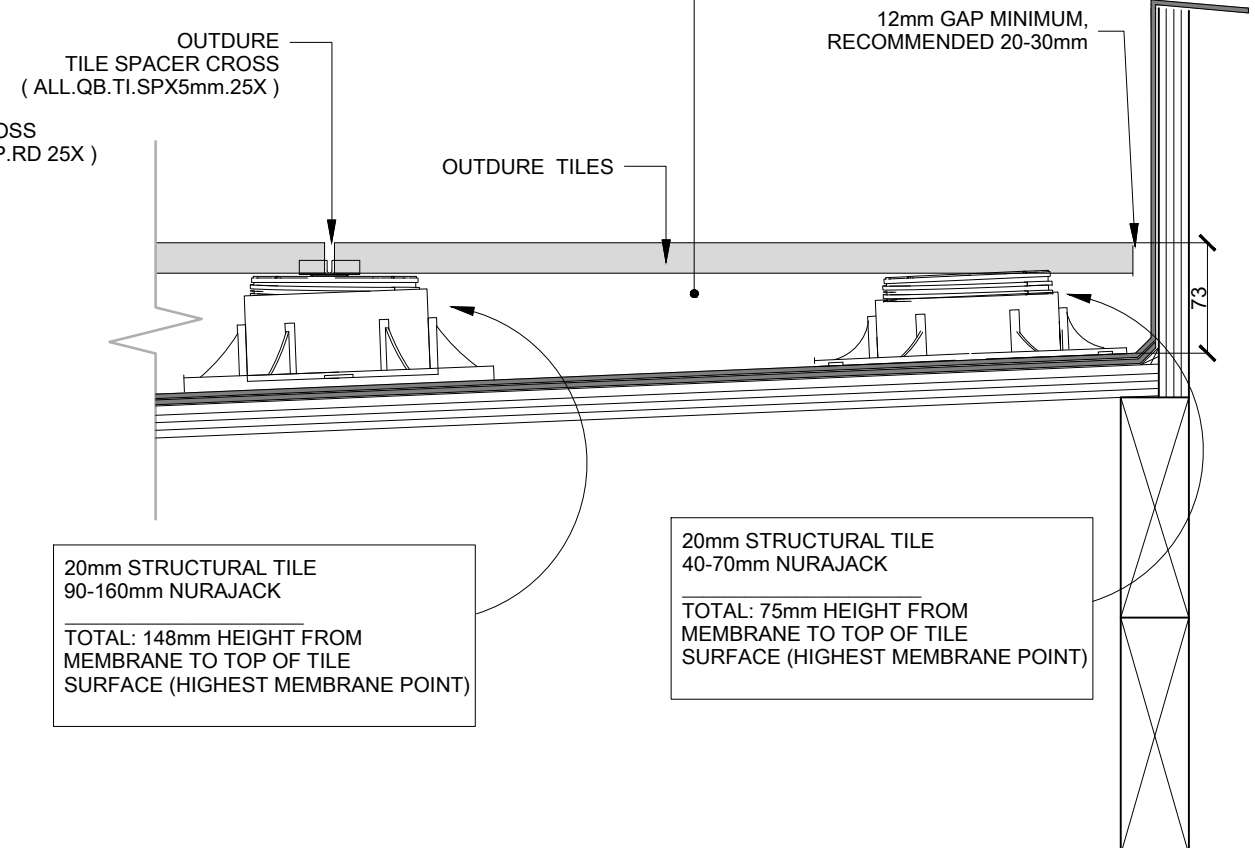 OUTDURE
TILE SPACER CROSS
( ALL.QB.TI.SPX5mm.25X )
OSS
P.RD 25X )
OUTDURE TILES
12mm GAP MINIMUM,
RECOMMENDED 20-30mm
73
20mm STRUCTURAL TILE
90-160mm NURAJACK
TOTAL: 148mm HEIGHT FROM
MEMBRANE TO TOP OF TILE
SURFACE (HIGHEST MEMBRANE POINT)
20mm STRUCTURAL TILE
40-70mm NURAJACK
TOTAL: 75mm HEIGHT FROM
MEMBRANE TO TOP OF TILE
SURFACE (HIGHEST MEMBRANE POINT)